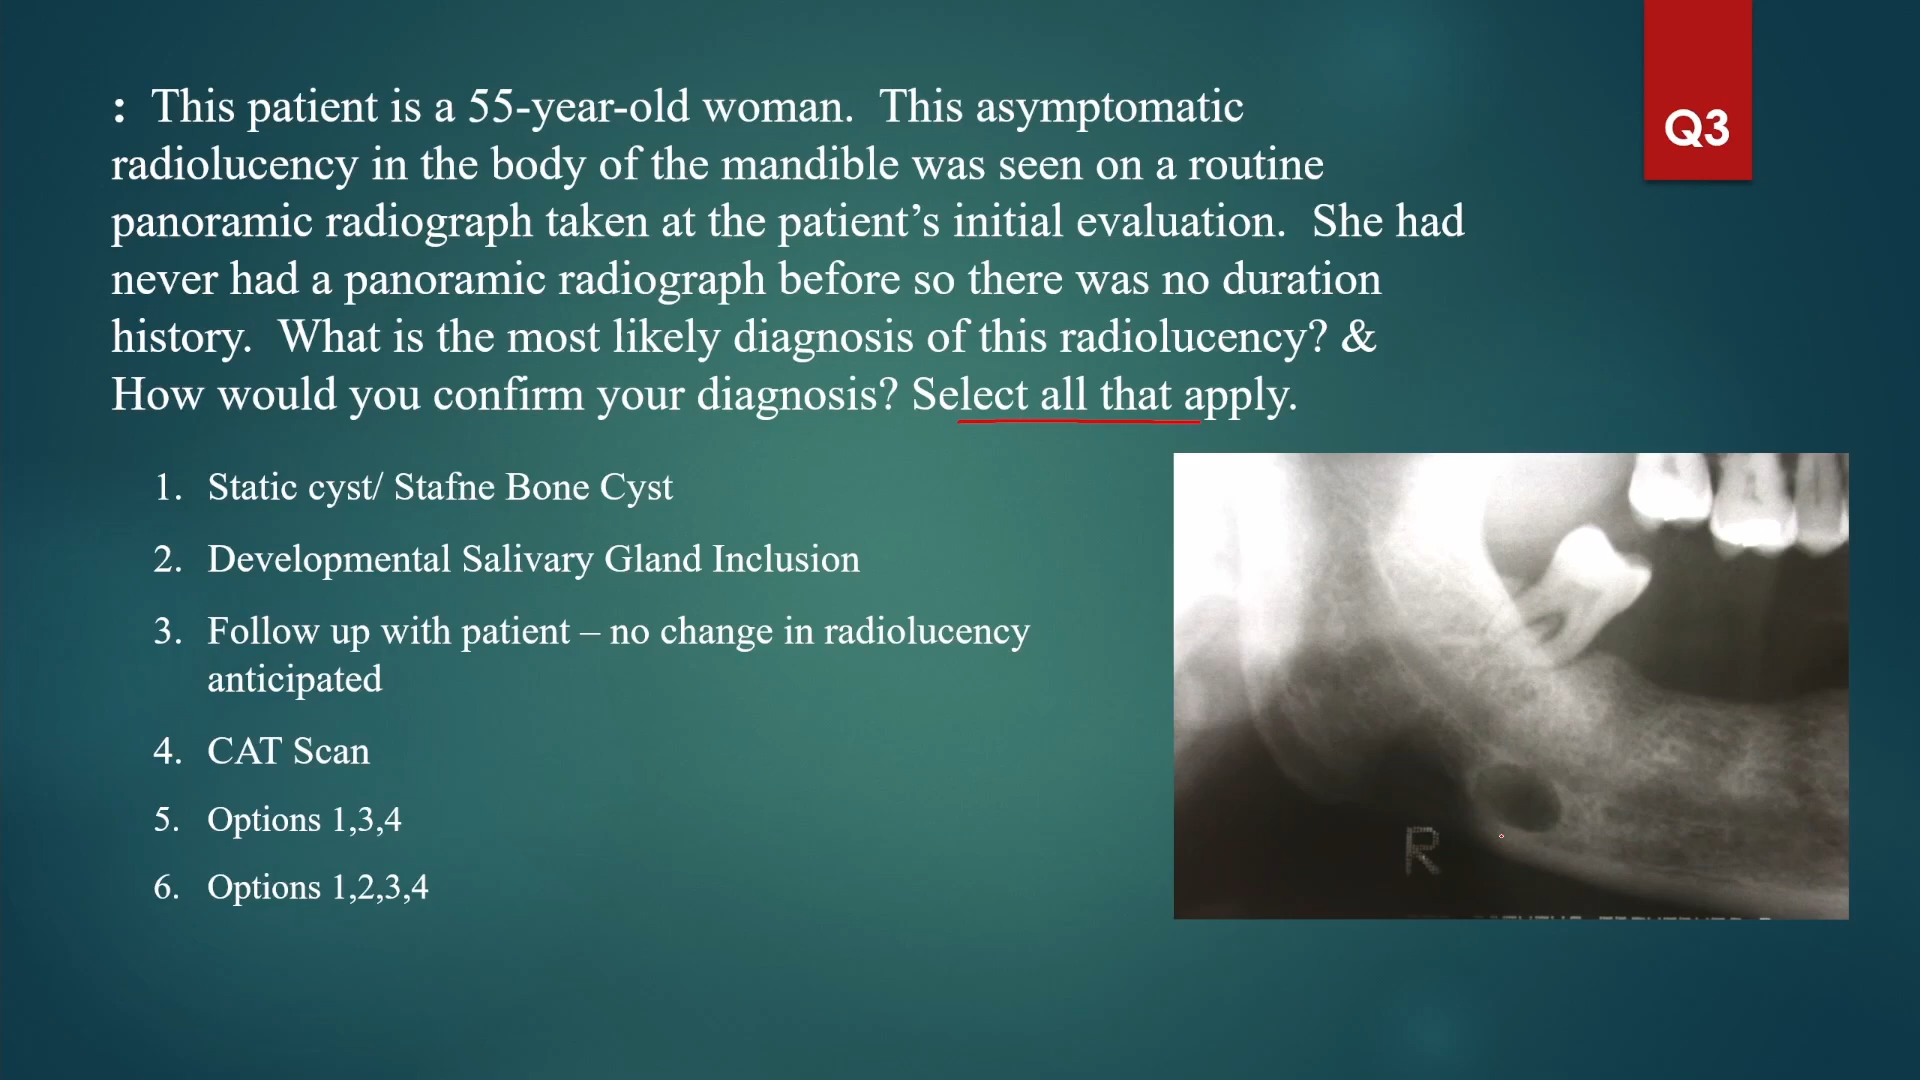 Q3
: This patient is a 55-year-old woman. This asymptomatic
radiolucency in the body of the mandible was seen on a routine
panoramic radiograph taken at the patient’s initial evaluation. She had
never had a panoramic radiograph before so there was no duration
history. What is the most likely diagnosis of this radiolucency? &
How would you confirm your diagnosis? Select all that apply.
1. Static cyst/ Stafne Bone Cyst
2. Developmental Salivary Gland Inclusion
3. Follow up with patient – no change in radiolucency
anticipated
4. CAT Scan
5. Options 1,3,4
6. Options 1,2,3,4
R